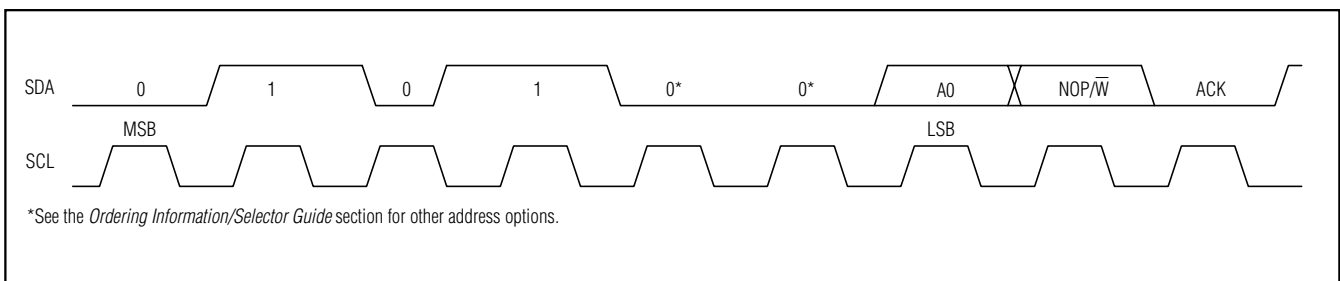 SDA 0 1 0 1 0* 0* A0 NOP/W̅ ACK
MSB LSB
SCL
*See the Ordering Information/Selector Guide section for other address options.